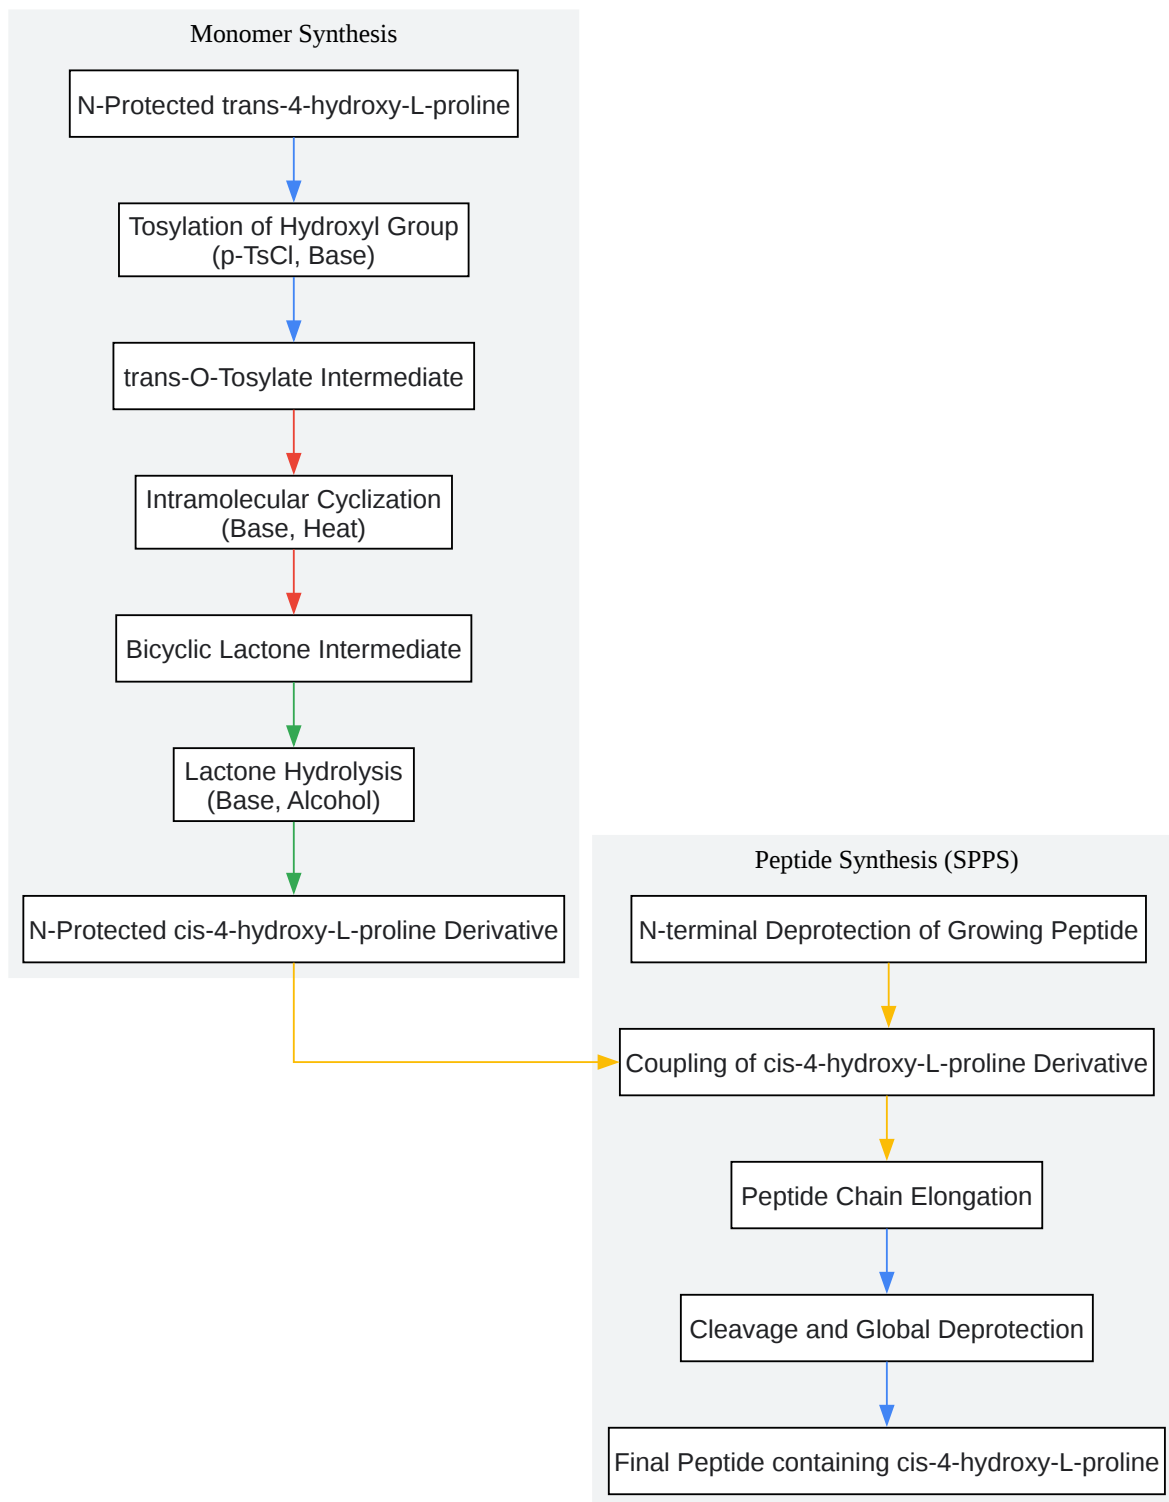 Monomer Synthesis
N-Protected trans-4-hydroxy-L-proline
Tosylation of Hydroxyl Group
(p-TsCl, Base)
trans-O-Tosylate Intermediate
Intramolecular Cyclization
(Base, Heat)
Bicyclic Lactone Intermediate
Lactone Hydrolysis
(Base, Alcohol)
N-Protected cis-4-hydroxy-L-proline Derivative
Peptide Synthesis (SPPS)
N-terminal Deprotection of Growing Peptide
Coupling of cis-4-hydroxy-L-proline Derivative
Peptide Chain Elongation
Cleavage and Global Deprotection
Final Peptide containing cis-4-hydroxy-L-proline